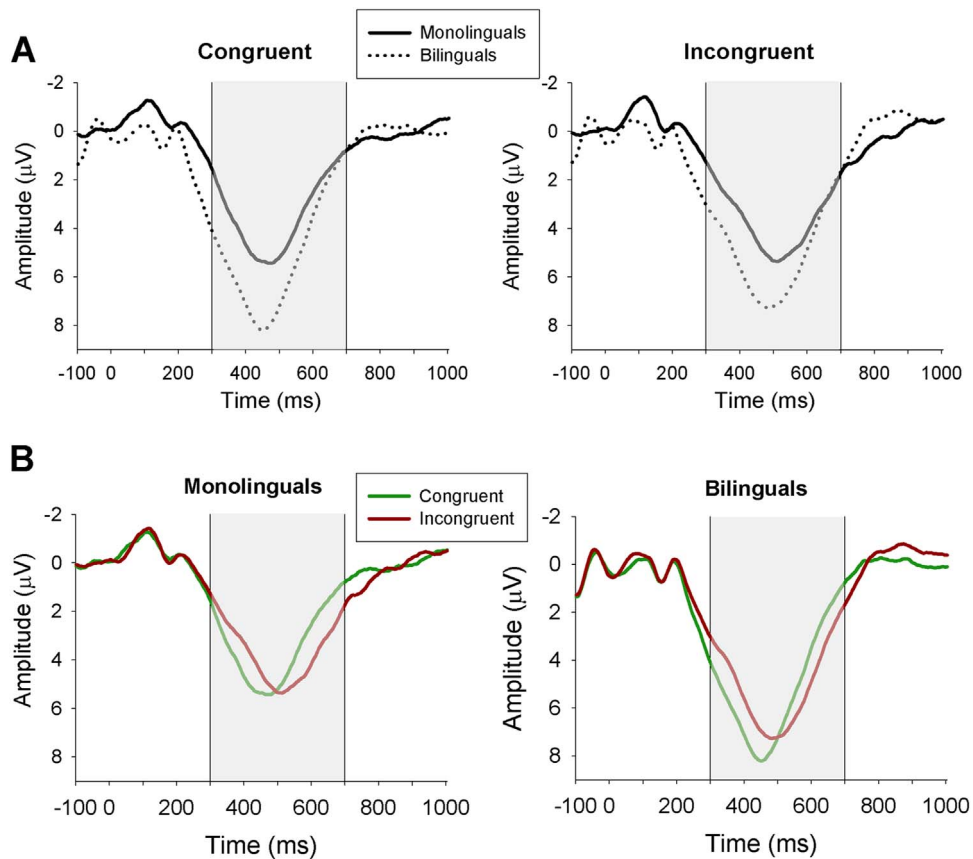 A
Congruent
Monolinguals
Bilinguals
Incongruent
-2
0
2
4
6
8
Amplitude (μV)
-100 0 200 400 600 800 1000
Time (ms)
-2
0
2
4
6
8
Amplitude (μV)
-100 0 200 400 600 800 1000
Time (ms)
B
Monolinguals
Congruent
Incongruent
Bilinguals
-2
0
2
4
6
8
Amplitude (μV)
-100 0 200 400 600 800 1000
Time (ms)
-2
0
2
4
6
8
Amplitude (μV)
-100 0 200 400 600 800 1000
Time (ms)